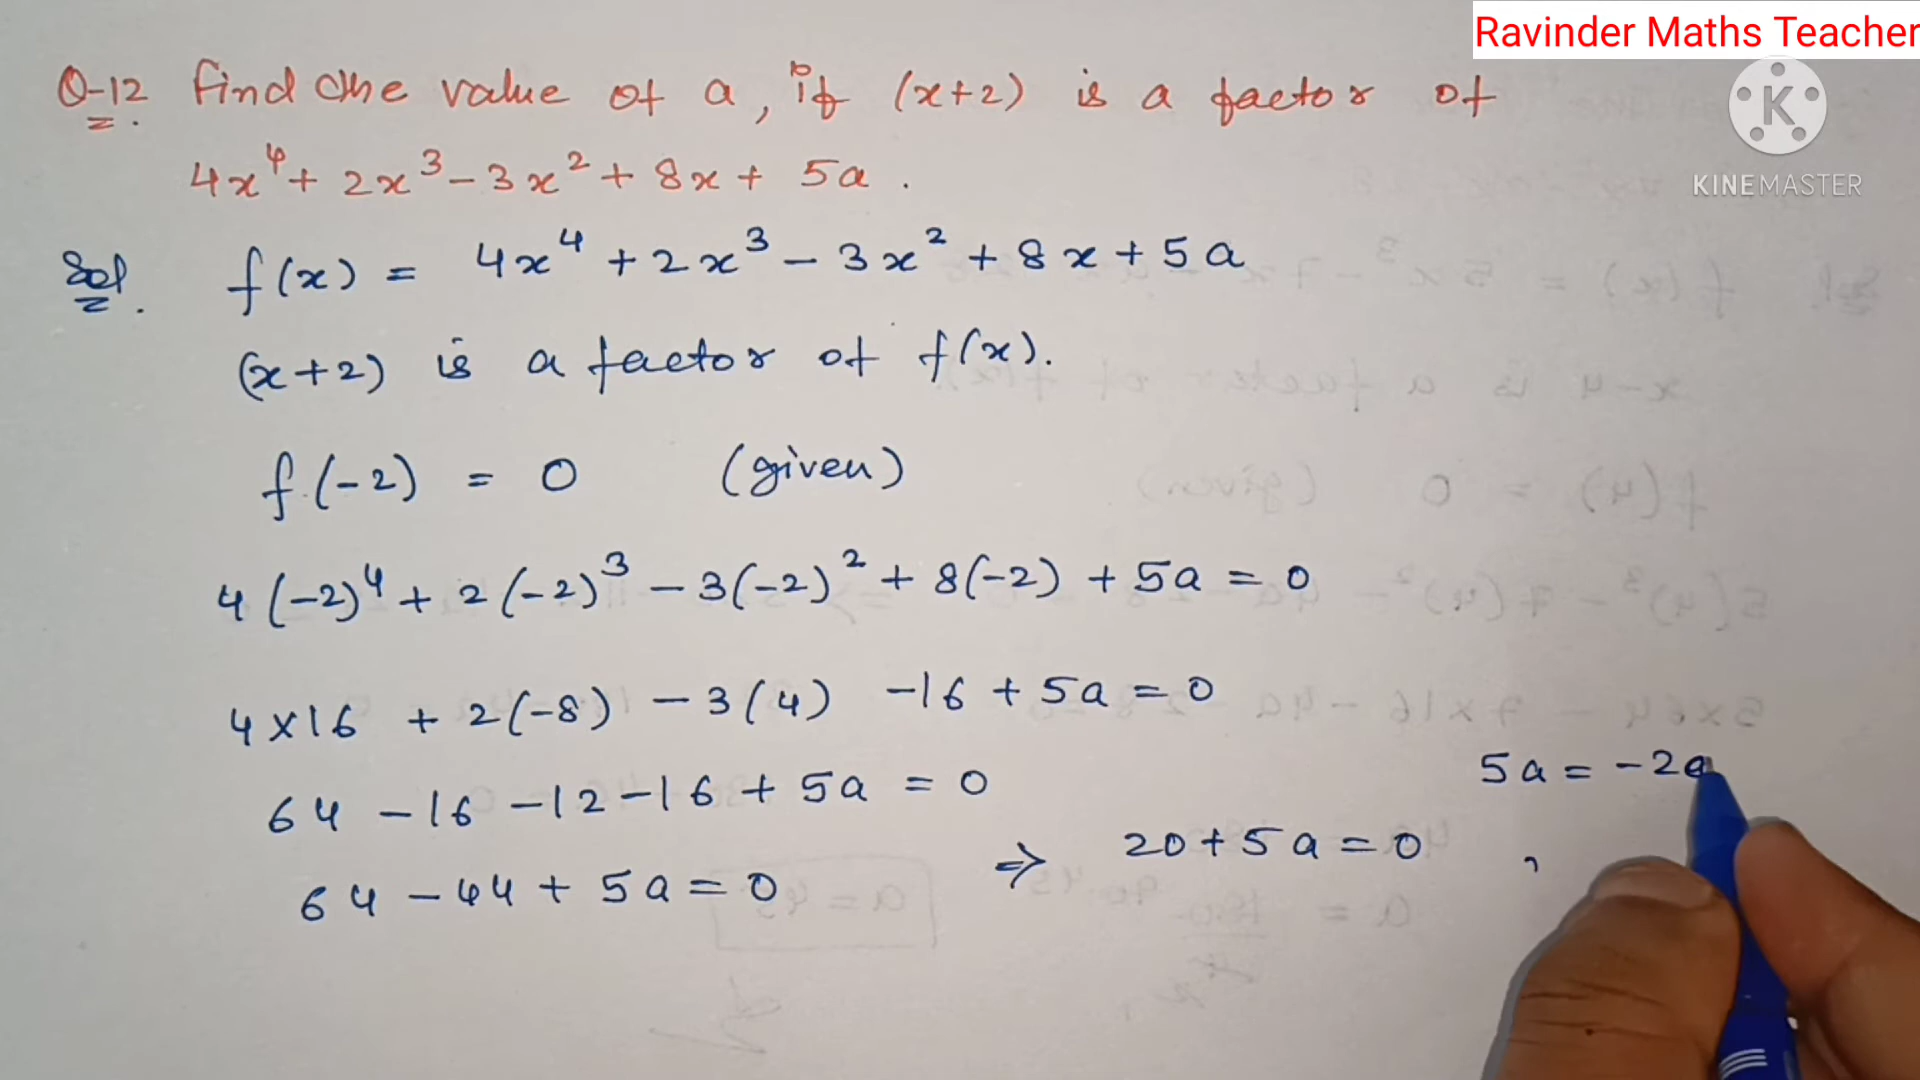 Ravinder Maths Teacher
K
KINEMASTER
Q-12. Find the value of a, if (x+2) is a factor of
4x⁴ + 2x³ - 3x² + 8x + 5a.
Sol. f(x) = 4x⁴ + 2x³ - 3x² + 8x + 5a
(x+2) is a factor of f(x).
f(-2) = 0 (given)
4(-2)⁴ + 2(-2)³ - 3(-2)² + 8(-2) + 5a = 0
4×16 + 2(-8) - 3(4) -16 + 5a = 0
64 -16 -12 -16 + 5a = 0
64 - 44 + 5a = 0 ⇒ 20 + 5a = 0 ,
5a = -20